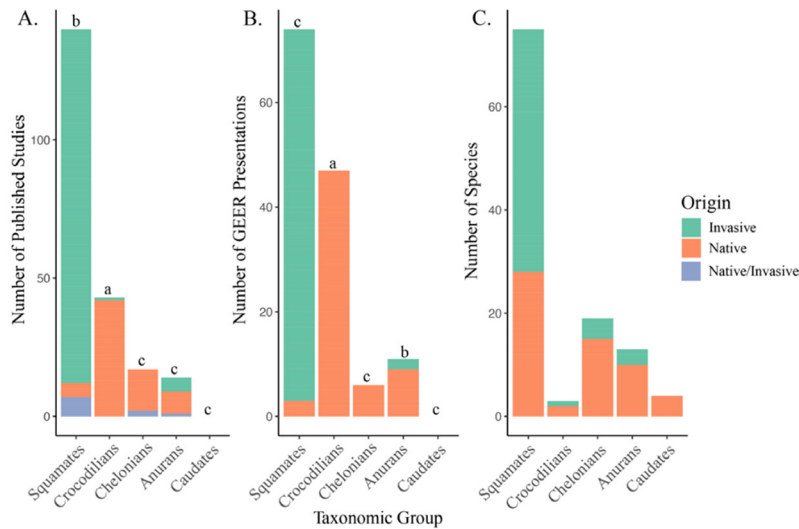 A.
B.
C.
Number of Published Studies
100
50
0
b
a
c
c
c
Squamates
Crocodilians
Chelonians
Anurans
Caudates
Number of GEER Presentations
60
40
20
0
c
a
c
b
c
Squamates
Crocodilians
Chelonians
Anurans
Caudates
Number of Species
60
40
20
0
Squamates
Crocodilians
Chelonians
Anurans
Caudates
Taxonomic Group
Origin
Invasive
Native
Native/Invasive